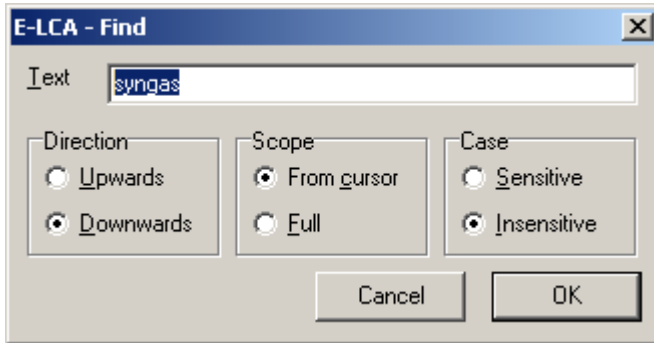 E-LCA - Find
Text syngas
Direction Scope Case
Upwards From cursor Sensitive
Downwards Full Insensitive
Cancel OK